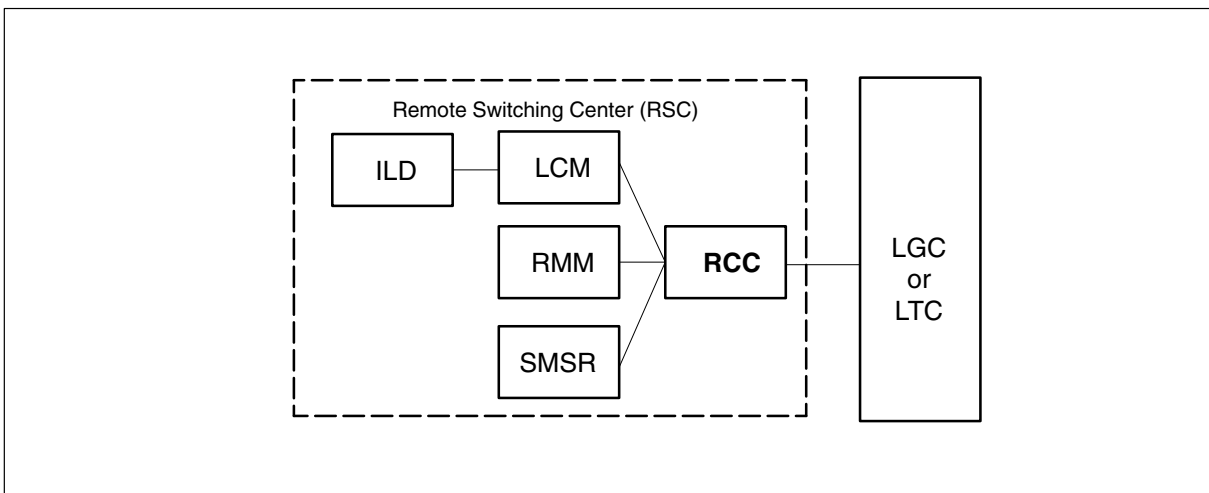 Remote Switching Center (RSC)
ILD
LCM
RMM
RCC
SMSR
LGC
or
LTC